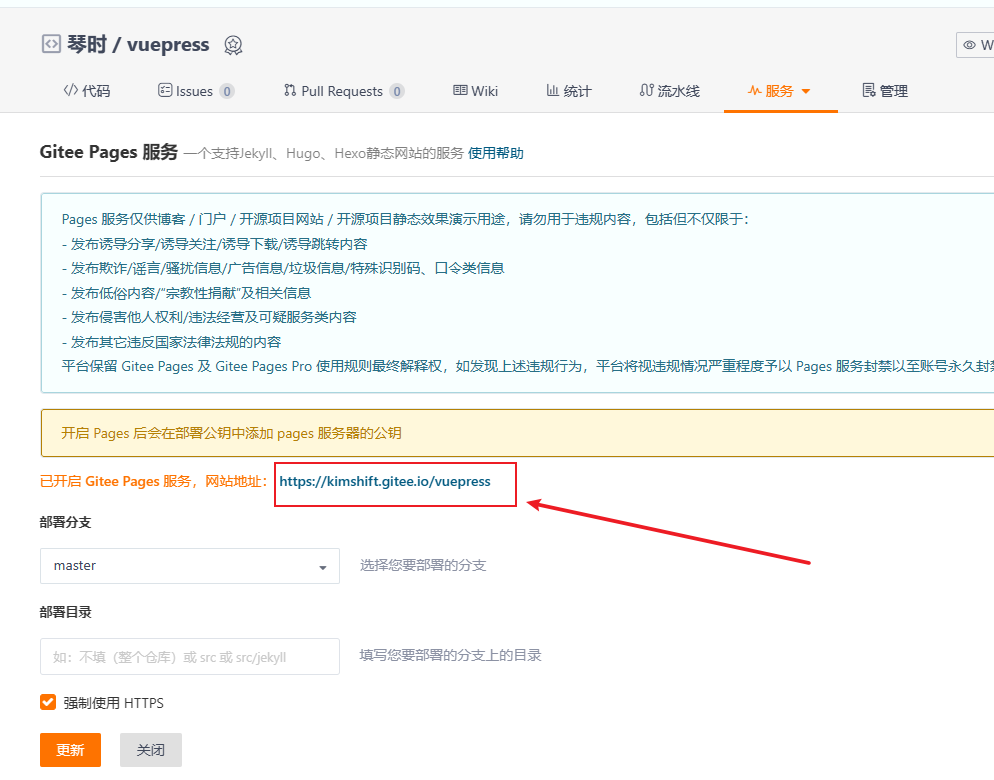 琴时 / vuepress
W
代码 Issues 0 Pull Requests 0 Wiki 统计 流水线 服务 管理
Gitee Pages 服务 一个支持Jekyll、Hugo、Hexo静态网站的服务 使用帮助
Pages 服务仅供博客 / 门户 / 开源项目网站 / 开源项目静态效果演示用途，请勿用于违规内容，包括但不仅限于：
- 发布诱导分享/诱导关注/诱导下载/诱导跳转内容
- 发布欺诈/谣言/骚扰信息/广告信息/垃圾信息/特殊识别码、口令类信息
- 发布低俗内容/“宗教性捐献”及相关信息
- 发布侵害他人权利/违法经营及可疑服务类内容
- 发布其它违反国家法律法规的内容
平台保留 Gitee Pages 及 Gitee Pages Pro 使用规则最终解释权，如发现上述违规行为，平台将视违规情况严重程度予以 Pages 服务封禁以至账号永久封禁
开启 Pages 后会在部署公钥中添加 pages 服务器的公钥
已开启 Gitee Pages 服务，网站地址： https://kimshift.gitee.io/vuepress
部署分支
master 选择您要部署的分支
部署目录
如：不填（整个仓库）或 src 或 src/jekyll 填写您要部署的分支上的目录
强制使用 HTTPS
更新 关闭